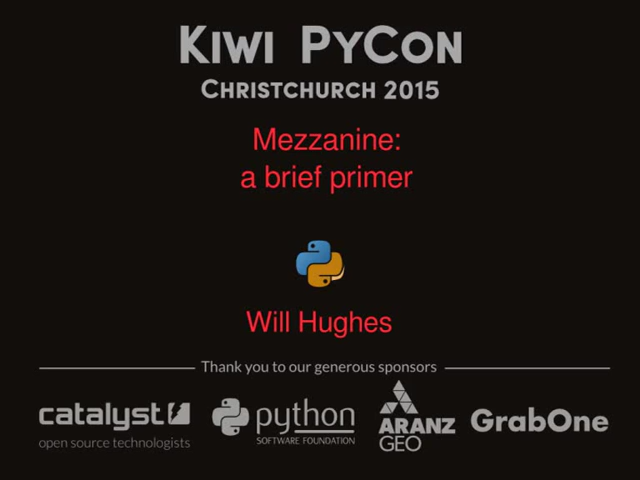 Kiwi PyCon
Christchurch 2015
Mezzanine:
a brief primer
Will Hughes
Thank you to our generous sponsors
catalyst
open source technologists
python
SOFTWARE FOUNDATION
ARANZ
GEO
GrabOne